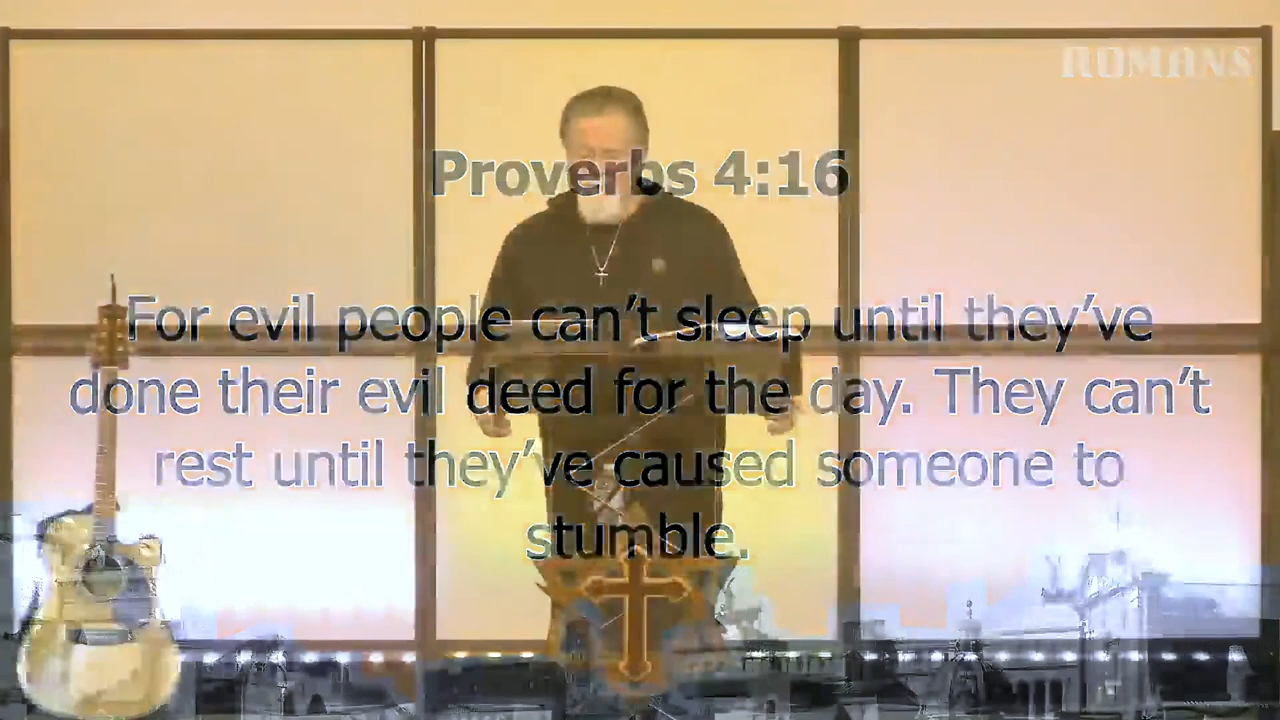 ROMANS
Proverbs 4:16
For evil people can’t sleep until they’ve
done their evil deed for the day. They can’t
rest until they’ve caused someone to
stumble.